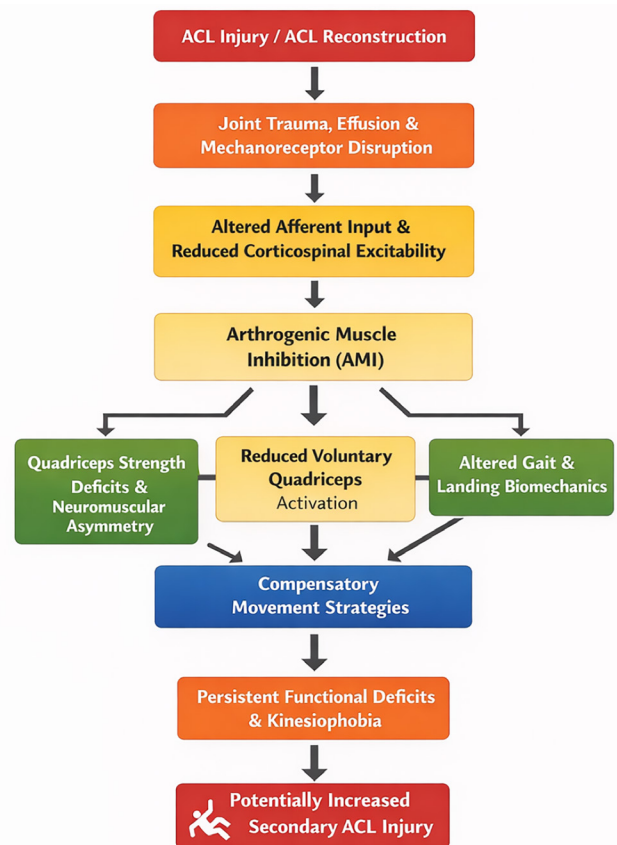 ACL Injury / ACL Reconstruction
Joint Trauma, Effusion &
Mechanoreceptor Disruption
Altered Afferent Input &
Reduced Corticospinal Excitability
Arthrogenic Muscle
Inhibition (AMI)
Quadriceps Strength
Deficits &
Neuromuscular
Asymmetry
Reduced Voluntary
Quadriceps
Activation
Altered Gait &
Landing Biomechanics
Compensatory
Movement Strategies
Persistent Functional Deficits
& Kinesiophobia
Potentially Increased
Secondary ACL Injury